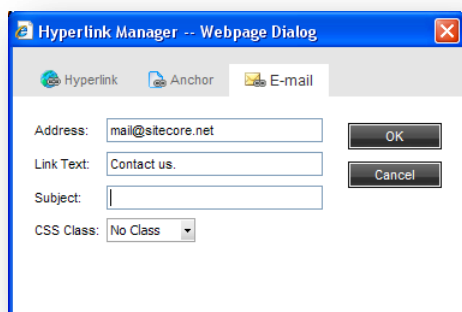 Hyperlink Manager -- Webpage Dialog
Hyperlink Anchor E-mail
Address: mail@sitecore.net OK
Link Text: Contact us. Cancel
Subject:
CSS Class: No Class